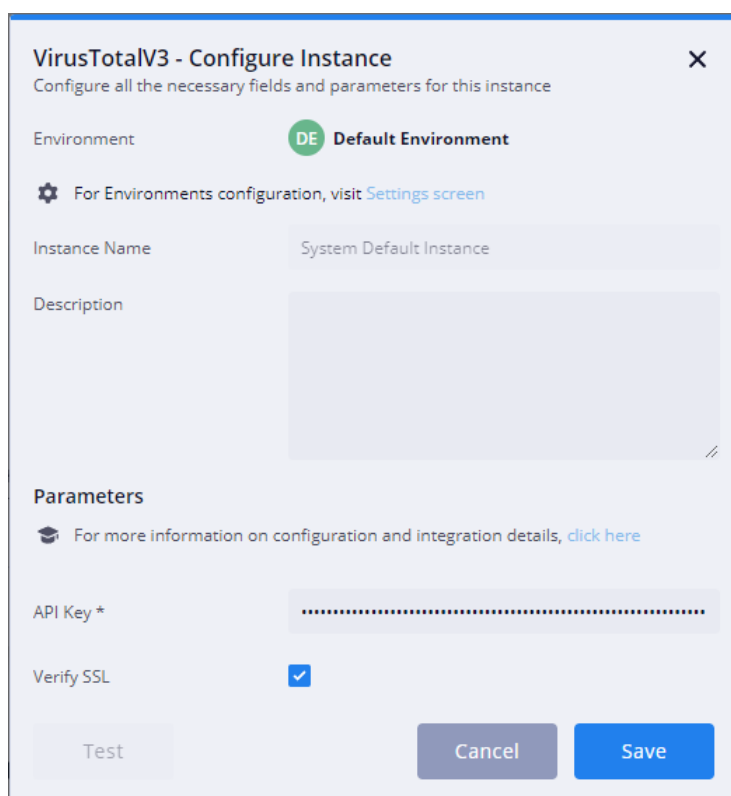 VirusTotalV3 - Configure Instance
Configure all the necessary fields and parameters for this instance
Environment DE Default Environment
For Environments configuration, visit Settings screen
Instance Name System Default Instance
Description
Parameters
For more information on configuration and integration details, click here
API Key *
Verify SSL
Test Cancel Save